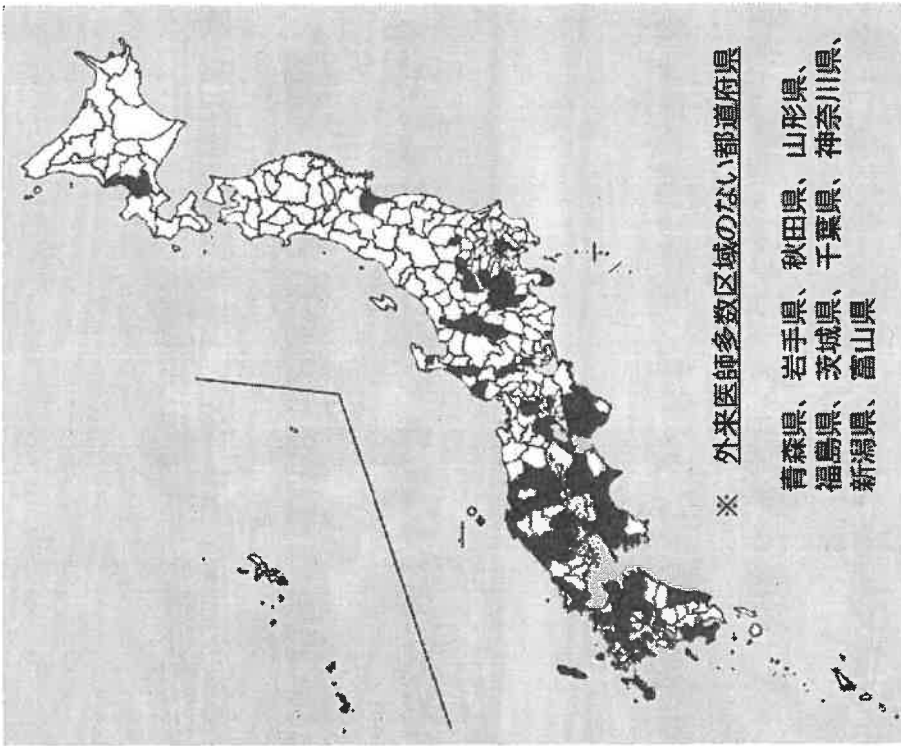 ※ 外来医師多数区域のない都道府県
青森県、岩手県、秋田県、山形県、
福島県、茨城県、千葉県、神奈川県、
新潟県、富山県